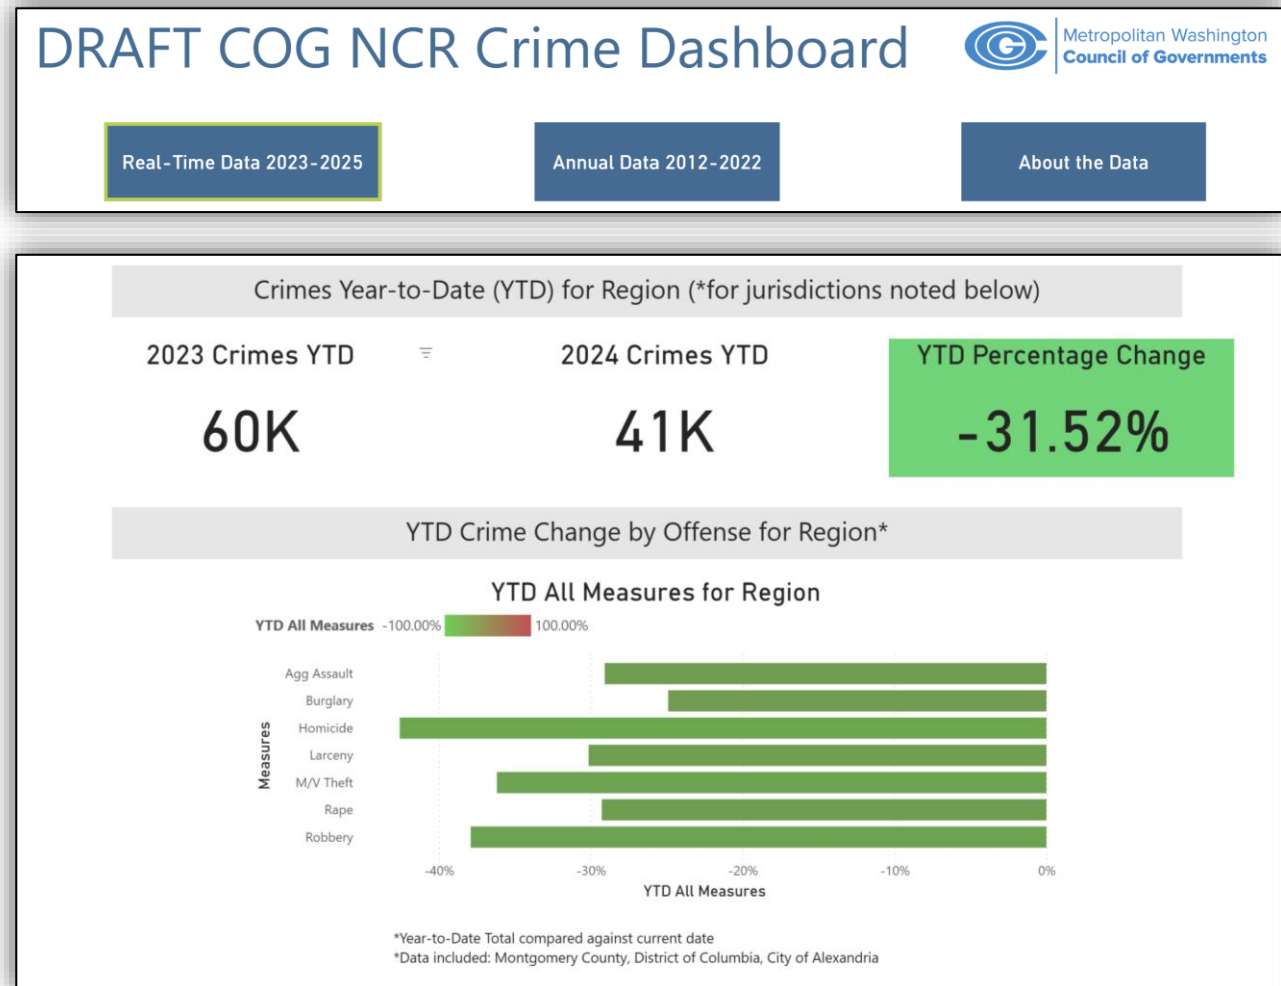 DRAFT COG NCR Crime Dashboard
Metropolitan Washington
Council of Governments
Real-Time Data 2023-2025
Annual Data 2012-2022
About the Data
Crimes Year-to-Date (YTD) for Region (*for jurisdictions noted below)
2023 Crimes YTD
60K
2024 Crimes YTD
41K
YTD Percentage Change
-31.52%
YTD Crime Change by Offense for Region*
YTD All Measures for Region
YTD All Measures -100.00% 100.00%
Measures
Agg Assault
Burglary
Homicide
Larceny
M/V Theft
Rape
Robbery
-40% -30% -20% -10% 0%
YTD All Measures
*Year-to-Date Total compared against current date
*Data included: Montgomery County, District of Columbia, City of Alexandria